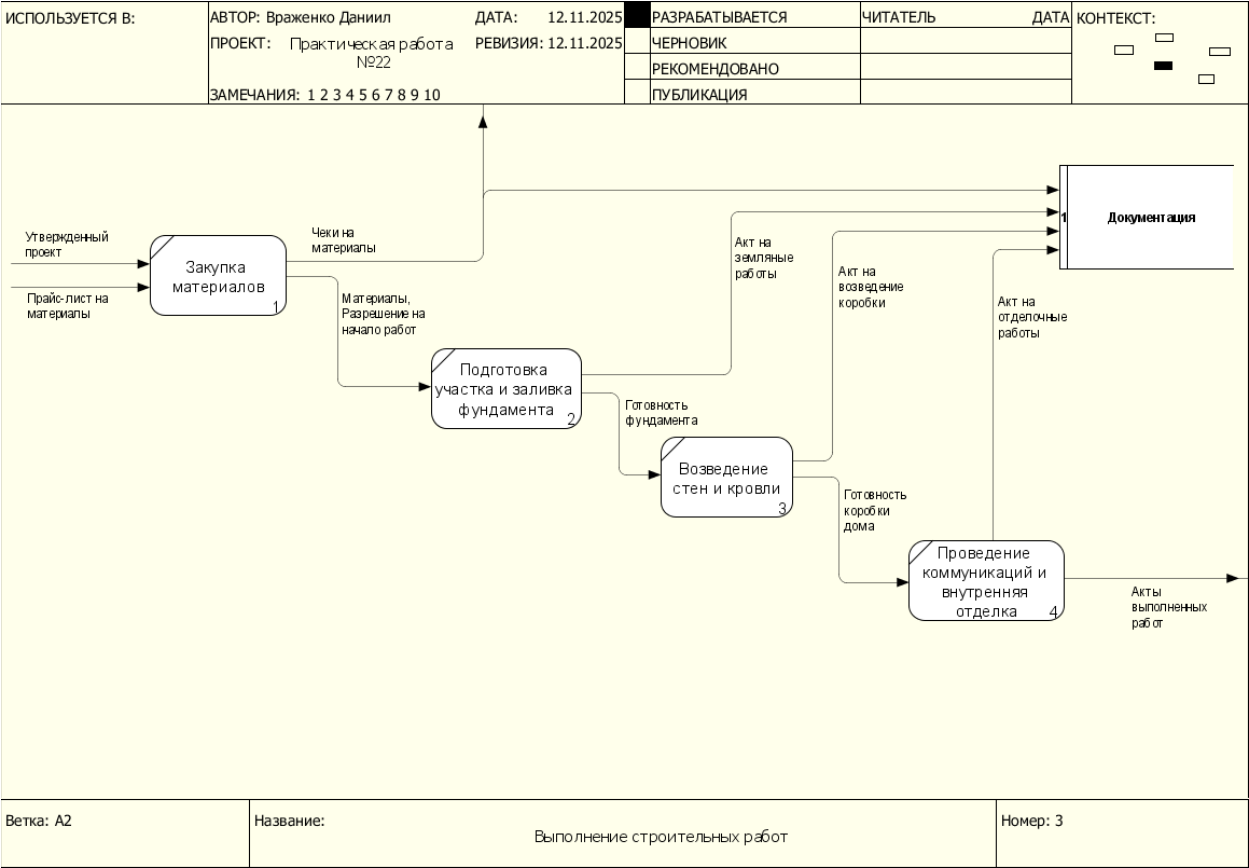 ИСПОЛЬЗУЕТСЯ В:
АВТОР: Враженко Даниил
ДАТА: 12.11.2025
РАЗРАБАТЫВАЕТСЯ
ЧИТАТЕЛЬ
ДАТА
КОНТЕКСТ:
ПРОЕКТ: Практическая работа
№22
РЕВИЗИЯ: 12.11.2025
ЧЕРНОВИК
РЕКОМЕНДОВАНО
ЗАМЕЧАНИЯ: 1 2 3 4 5 6 7 8 9 10
ПУБЛИКАЦИЯ
Утвержденный
проект
Прайс-лист на
материалы
Закупка
материалов
1
Чеки на
материалы
Материалы,
Разрешение на
начало работ
Подготовка
участка и заливка
фундамента
2
Акт на
земляные
работы
Готовность
фундамента
Возведение
стен и кровли
3
Акт на
возведение
коробки
Готовность
коробки
дома
Акт на
отделочные
работы
1
Документация
Проведение
коммуникаций и
внутренняя
отделка
4
Акты
выполненных
работ
Ветка: A2
Название:
Выполнение строительных работ
Номер: 3